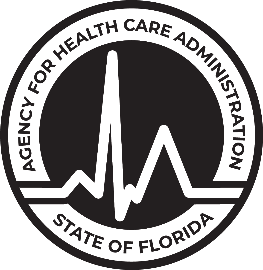 AGENCY FOR HEALTH CARE ADMINISTRATION
STATE OF FLORIDA